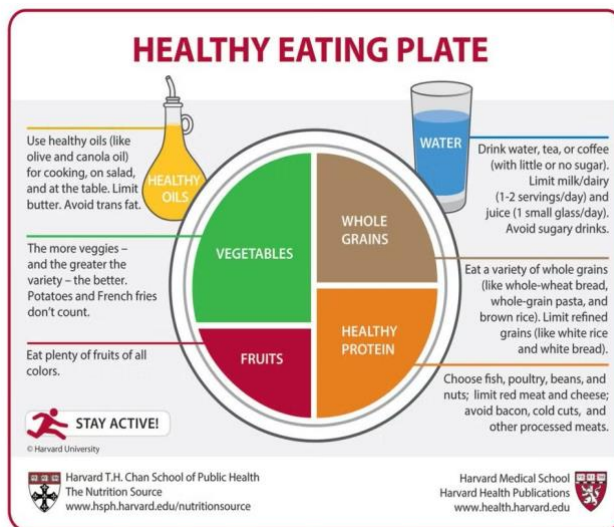 HEALTHY EATING PLATE
Use healthy oils (like
olive and canola oil)
for cooking, on salad,
and at the table. Limit
butter. Avoid trans fat.
HEALTHY
OILS
The more veggies –
and the greater the
variety – the better.
Potatoes and French fries
don't count.
Eat plenty of fruits of all
colors.
VEGETABLES
FRUITS
WHOLE
GRAINS
HEALTHY
PROTEIN
WATER
Drink water, tea, or coffee
(with little or no sugar).
Limit milk/dairy
(1-2 servings/day) and
juice (1 small glass/day).
Avoid sugary drinks.
Eat a variety of whole grains
(like whole-wheat bread,
whole-grain pasta, and
brown rice). Limit refined
grains (like white rice
and white bread).
Choose fish, poultry, beans, and
nuts; limit red meat and cheese;
avoid bacon, cold cuts, and
other processed meats.
STAY ACTIVE!
© Harvard University
Harvard T.H. Chan School of Public Health
The Nutrition Source
www.hsph.harvard.edu/nutritionsource
Harvard Medical School
Harvard Health Publications
www.health.harvard.edu